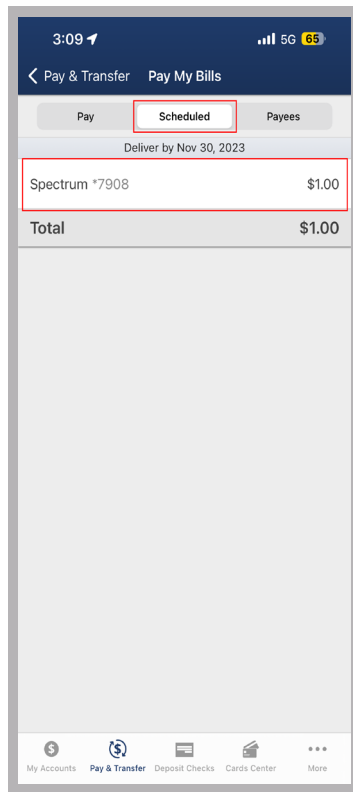 3:09 5G 65
Pay & Transfer Pay My Bills
Pay Scheduled Payees
Deliver by Nov 30, 2023
Spectrum *7908 $1.00
Total $1.00
My Accounts Pay & Transfer Deposit Checks Cards Center More